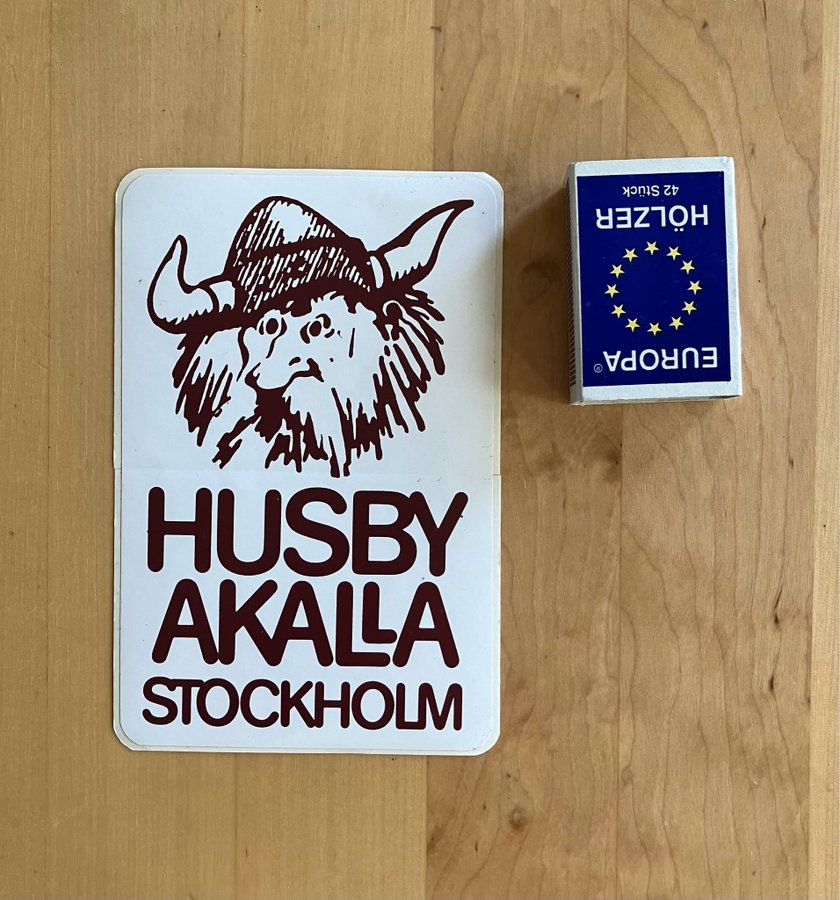 HUSBY
AKALLA
STOCKHOLM
EUROPA®
HÖLZER
42 Stück